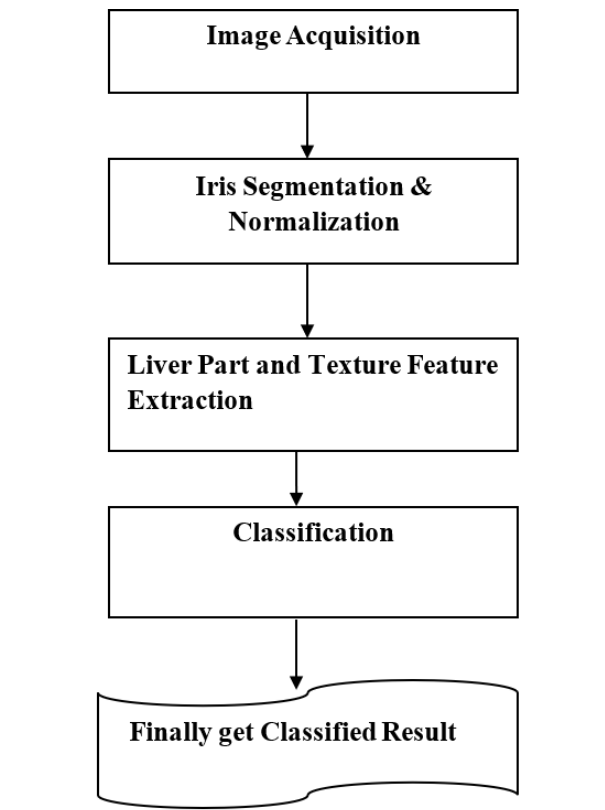 Image Acquisition
Iris Segmentation &
Normalization
Liver Part and Texture Feature
Extraction
Classification
Finally get Classified Result